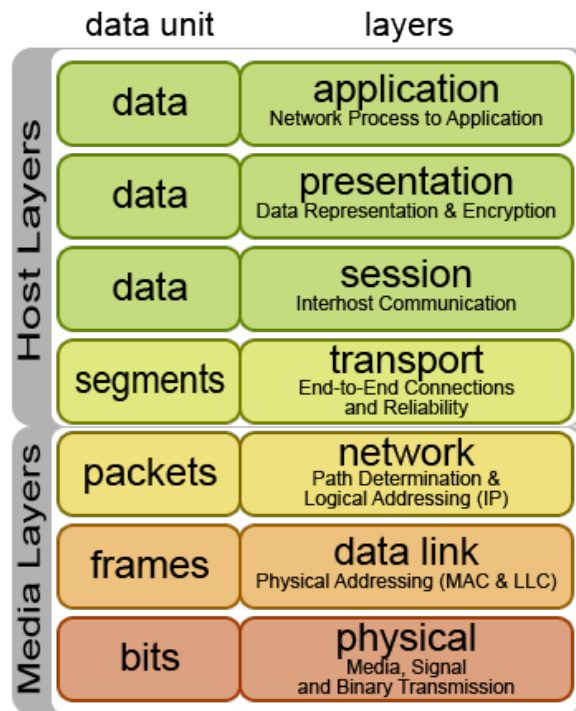 data unit layers
Host Layers
data application
Network Process to Application
data presentation
Data Representation & Encryption
data session
Interhost Communication
segments transport
End-to-End Connections
and Reliability
Media Layers
packets network
Path Determination &
Logical Addressing (IP)
frames data link
Physical Addressing (MAC & LLC)
bits physical
Media, Signal
and Binary Transmission